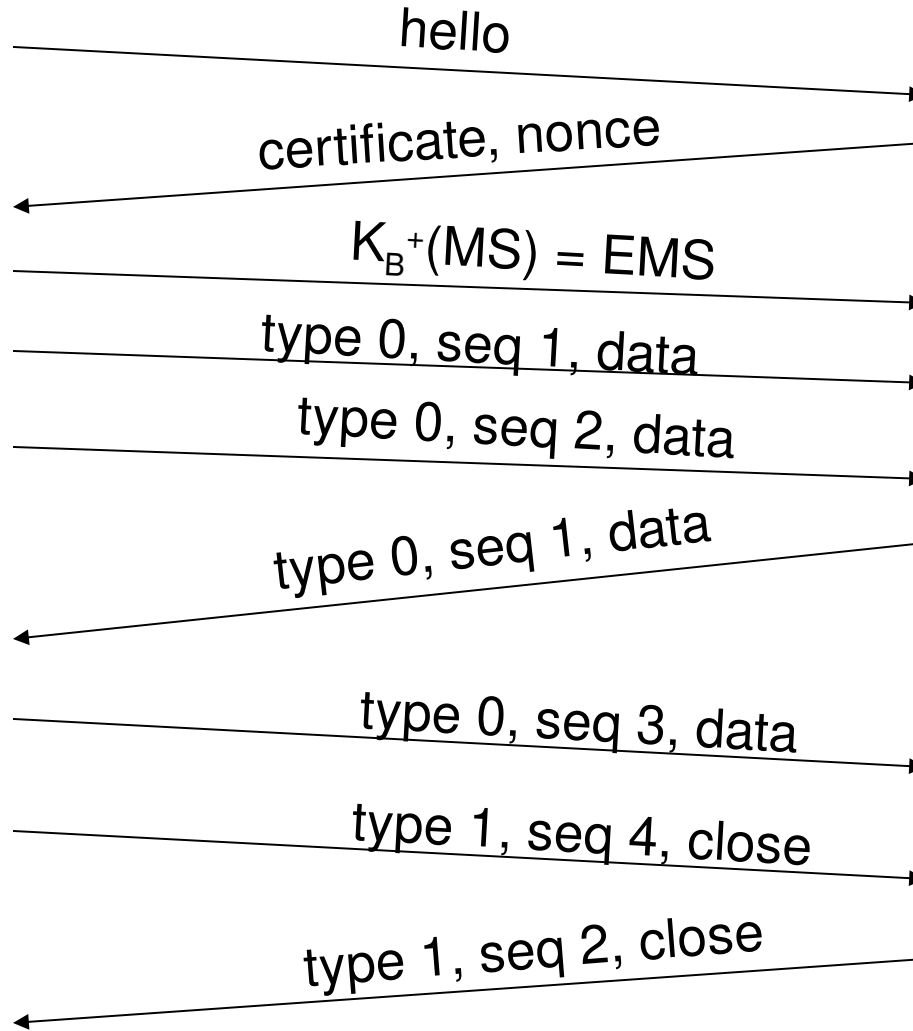 hello
certificate, nonce
K_B^+(MS) = EMS
type 0, seq 1, data
type 0, seq 2, data
type 0, seq 1, data
type 0, seq 3, data
type 1, seq 4, close
type 1, seq 2, close